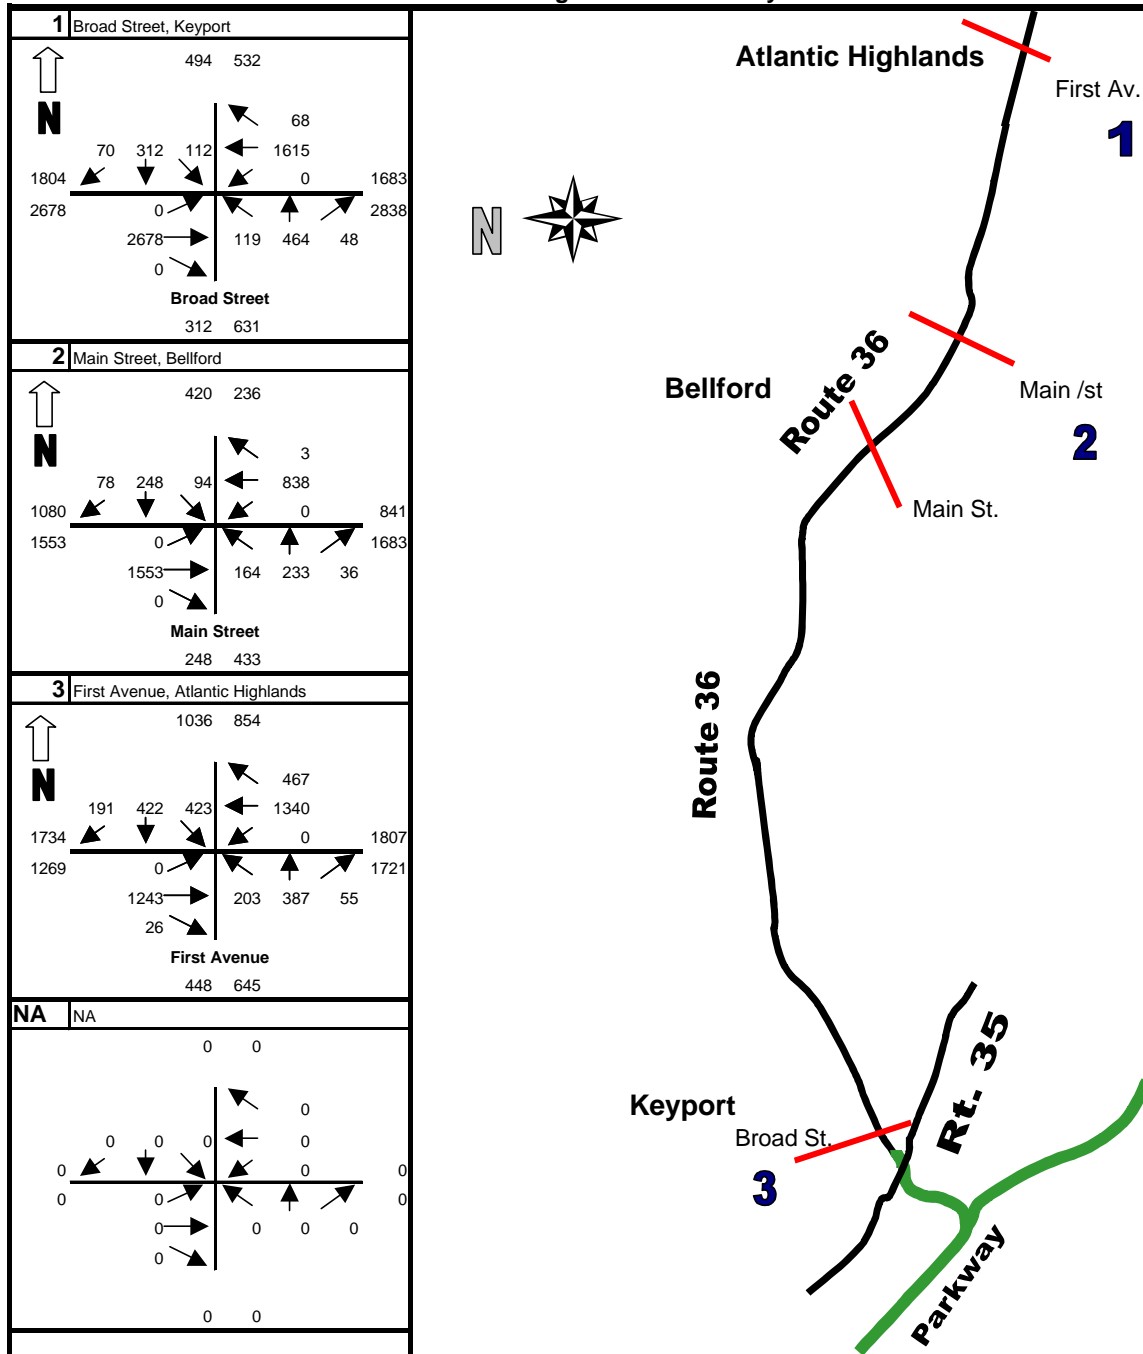 1 Broad Street, Keyport
494 532
N
68
70 312 112 1615
1804 0 1683
2678 0 2838
2678 119 464 48
0
Broad Street
312 631
2 Main Street, Bellford
420 236
N
3
78 248 94 838
1080 0 841
1553 0 1683
1553 164 233 36
0
Main Street
248 433
3 First Avenue, Atlantic Highlands
1036 854
N
467
191 422 423 1340
1734 0 1807
1269 0 1721
1243 203 387 55
26
First Avenue
448 645
NA NA
0 0
0
0 0 0 0
0 0 0
0 0 0
0 0 0 0
0
0 0
Atlantic Highlands
First Av.
1
N
Route 36
Bellford
Main /st
2
Main St.
Route 36
Keyport
Broad St.
3
Rt. 35
Parkway